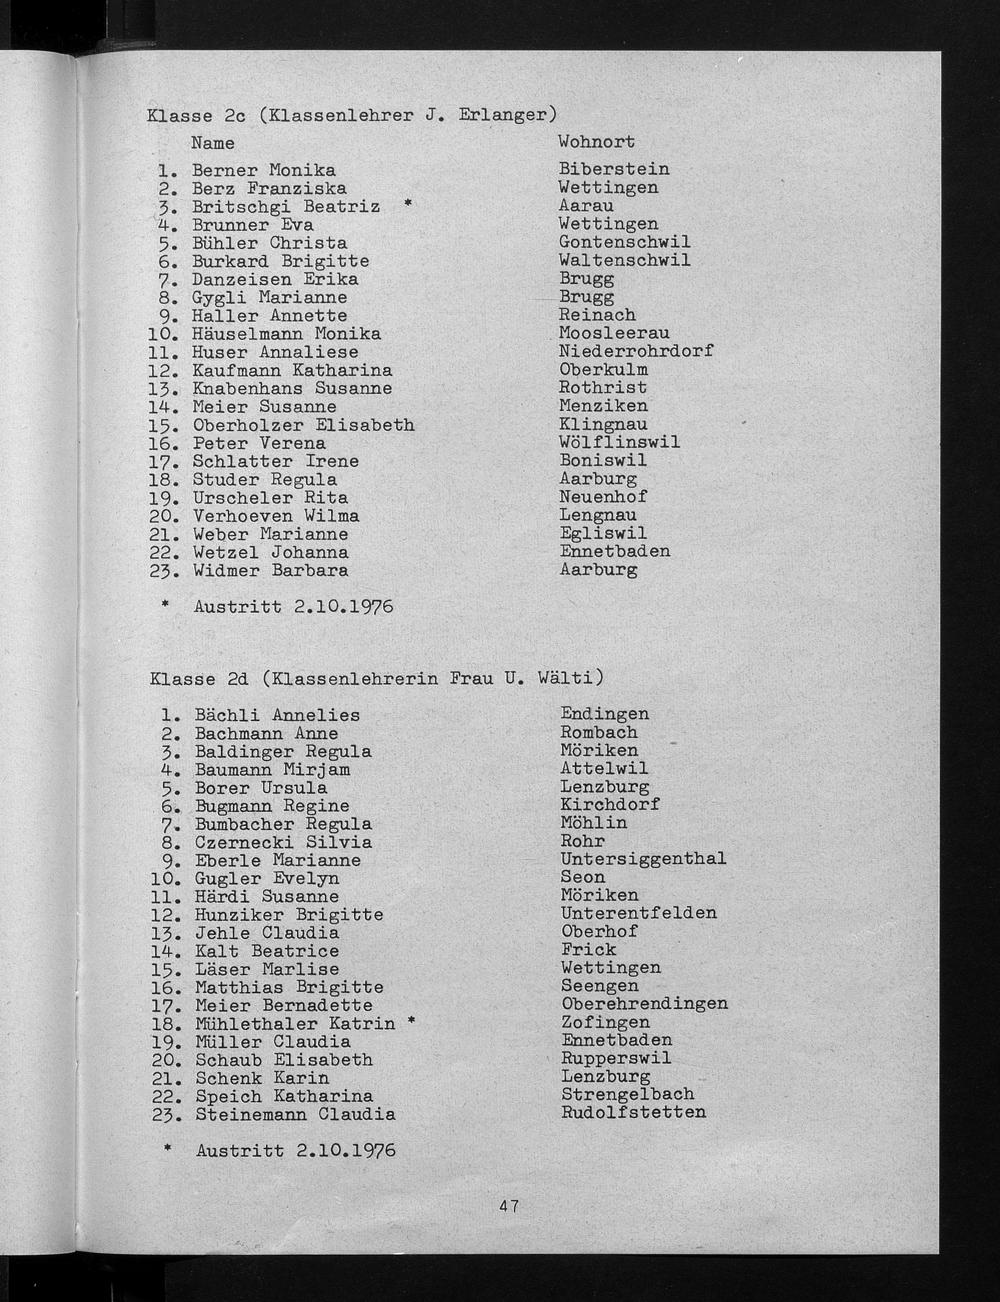 Klasse 2c (Klassenlehrer J. Erlanger)
Name Wohnort
1. Berner Monika Biberstein
2. Berz Franziska Wettingen
3. Britschgi Beatriz * Aarau
4. Brunner Eva Wettingen
5. Bühler Christa Gontenschwil
6. Burkard Brigitte Waltenschwil
7. Danzeisen Erika Brugg
8. Gygli Marianne Brugg
9. Haller Annette Reinach
10. Häuselmann Monika Moosleerau
11. Huser Annaliese Niederrohrdorf
12. Kaufmann Katharina Oberkulm
13. Knabenhans Susanne Rothrist
14. Meier Susanne Menziken
15. Oberholzer Elisabeth Klingnau
16. Peter Verena Wölflinswil
17. Schlatter Irene Boniswil
18. Studer Regula Aarburg
19. Urscheler Rita Neuenhof
20. Verhoeven Wilma Lengnau
21. Weber Marianne Egliswil
22. Wetzel Johanna Ennetbaden
23. Widmer Barbara Aarburg
* Austritt 2.10.1976
Klasse 2d (Klassenlehrerin Frau U. Wälti)
1. Bächli Annelies Endingen
2. Bachmann Anne Rombach
3. Baldinger Regula Möriken
4. Baumann Mirjam Attelwil
5. Borer Ursula Lenzburg
6. Bugmann Regine Kirchdorf
7. Bumbacher Regula Möhlin
8. Czernecki Silvia Rohr
9. Eberle Marianne Untersiggenthal
10. Gugler Evelyn Seon
11. Härdi Susanne Möriken
12. Hunziker Brigitte Unterentfelden
13. Jehle Claudia Oberhof
14. Kalt Beatrice Frick
15. Läser Marlise Wettingen
16. Matthias Brigitte Seengen
17. Meier Bernadette Oberehrendingen
18. Mühlethaler Katrin * Zofingen
19. Müller Claudia Ennetbaden
20. Schaub Elisabeth Rupperswil
21. Schenk Karin Lenzburg
22. Speich Katharina Strengelbach
23. Steinemann Claudia Rudolfstetten
* Austritt 2.10.1976
47